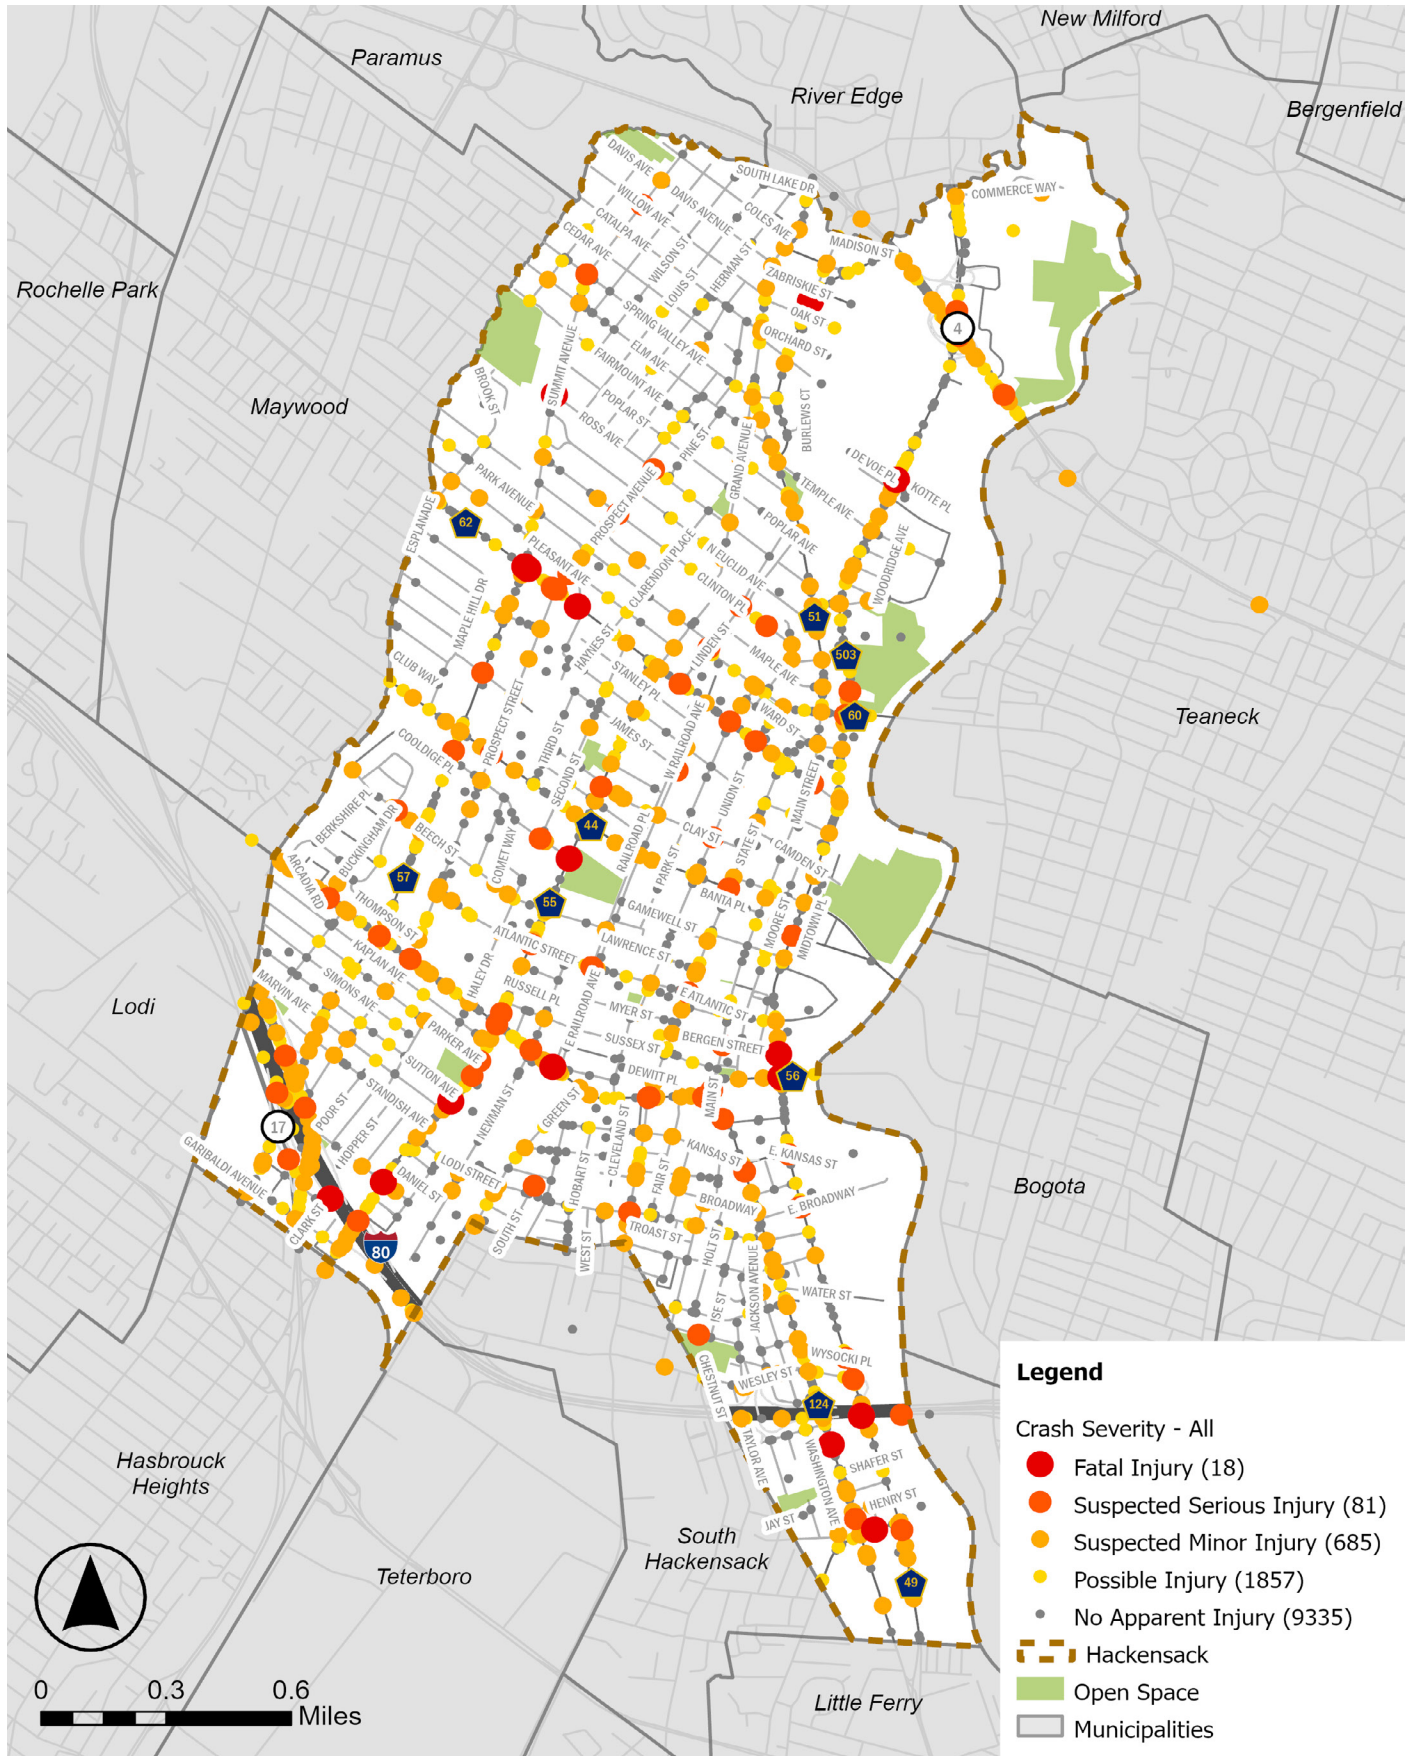 New Milford
Paramus
River Edge
Bergenfield
DAVIS AVE
SOUTH LAKE DR
COMMERCE WAY
WILLOW AVE
DAVIS AVENUE
COLES AVE
CATALPA AVE
CEDAR AVE
WILSON ST
MADISON ST
HERMAN ST
LOUIS ST
ZABRISKIE ST
Rochelle Park
OAK ST
SPRING VALLEY AVE
ORCHARD ST
4
ELM AVE
FAIRMOUNT AVE
SUMMIT AVENUE
BROOK ST
POPLAR ST
Maywood
ROSS AVE
BURLEWS CT
PINE ST
GRAND AVENUE
DE VOE PL
KOTTE PL
PARK AVENUE
PROSPECT AVENUE
TEMPLE AVE
ESPLANADE
62
POPLAR AVE
PLEASANT AVE
N EUCLID AVE
WOODRIDGE AVE
CLARENDON PLACE
CLINTON PL
MAPLE HILL DR
51
HAYNES ST
LINDEN ST
503
CLUB WAY
STANLEY PL
MAPLE AVE
WARD ST
60
Teaneck
PROSPECT STREET
JAMES ST
W RAILROAD AVE
COOLDIGE PL
THIRD ST
SECOND ST
UNION ST
MAIN STREET
BERKSHIRE PL
BUCKINGHAM DR
44
CLAY ST
BEECH ST
RAILROAD PL
STATE ST
CAMDEN ST
ARCADIA RD
57
COMET WAY
PARK ST
BANTA PL
55
THOMPSON ST
GAMEWELL ST
MOORE ST
MIDTOWN PL
KAPLAN AVE
ATLANTIC STREET
LAWRENCE ST
HALEY DR
SIMONS AVE
MARVIN AVE
RUSSELL PL
E RAILROAD AVE
E ATLANTIC ST
Lodi
MYER ST
PARKER AVE
SUSSEX ST
BERGEN STREET
SUTTON AVE
DEWITT PL
56
STANDISH AVE
NEWMAN ST
GREEN ST
MAIN ST
POOR ST
17
HOPPER ST
CLEVELAND ST
KANSAS ST
E. KANSAS ST
GARIBALDI AVENUE
LODI STREET
HOBART ST
FAIR ST
DANIEL ST
BROADWAY
E. BROADWAY
Bogota
CLARK ST
SOUTH ST
WEST ST
TROAST ST
HOLT ST
80
JACKSON AVENUE
WATER ST
ISE ST
WYSOCKI PL
CHESTNUT ST
WESLEY ST
124
TAYLOR AVE
WASHINGTON AVE
SHAFER ST
HENRY ST
JAY ST
49
Hasbrouck
Heights
South
Hackensack
Teterboro
Little Ferry
0
0.3
0.6
Miles
Legend
Crash Severity - All
Fatal Injury (18)
Suspected Serious Injury (81)
Suspected Minor Injury (685)
Possible Injury (1857)
No Apparent Injury (9335)
Hackensack
Open Space
Municipalities